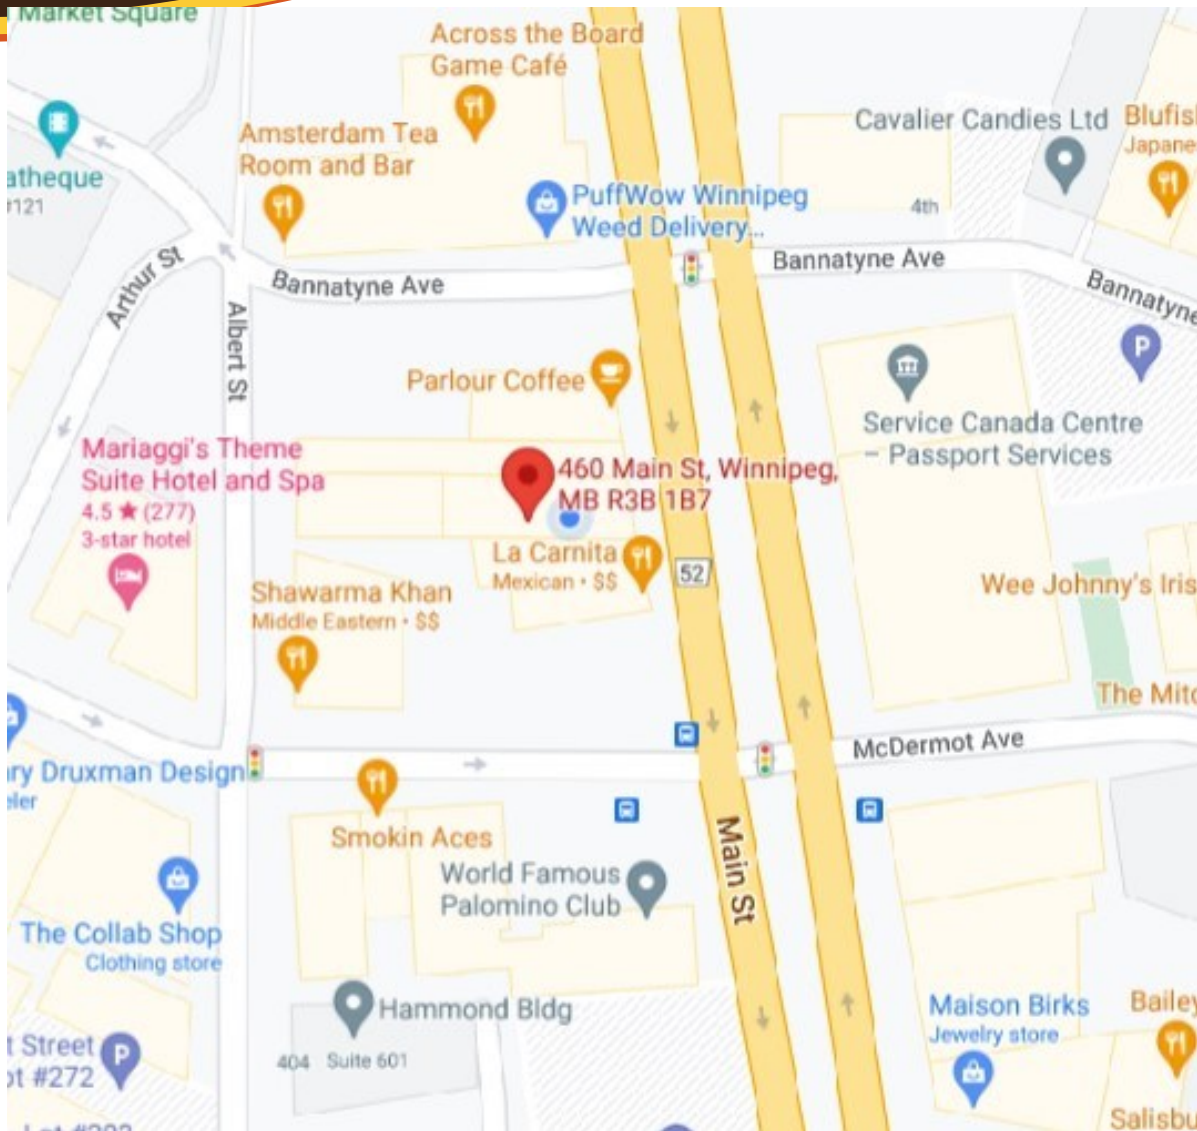 Market Square
Across the Board
Game Café
Amsterdam Tea
Room and Bar
Cavalier Candies Ltd
Japane
atheque
#121
PuffWow Winnipeg
Weed Delivery...
4th
Arthur St
Bannatyne Ave
Bannatyne Ave
Bannatyne
Albert St
P
Parlour Coffee
Service Canada Centre
– Passport Services
Mariaggi's Theme
Suite Hotel and Spa
4.5 ★ (277)
3-star hotel
460 Main St, Winnipeg,
MB R3B 1B7
La Carnita
Mexican • $$
52
Shawarma Khan
Middle Eastern • $$
Wee Johnny's Iris
The Mitc
McDermot Ave
ry Druxman Design
eler
Smokin Aces
Main St
World Famous
Palomino Club
The Collab Shop
Clothing store
Hammond Bldg
404 Suite 601
Maison Birks
Jewelry store
Bailey
t Street
ot #272
P
Salisbu